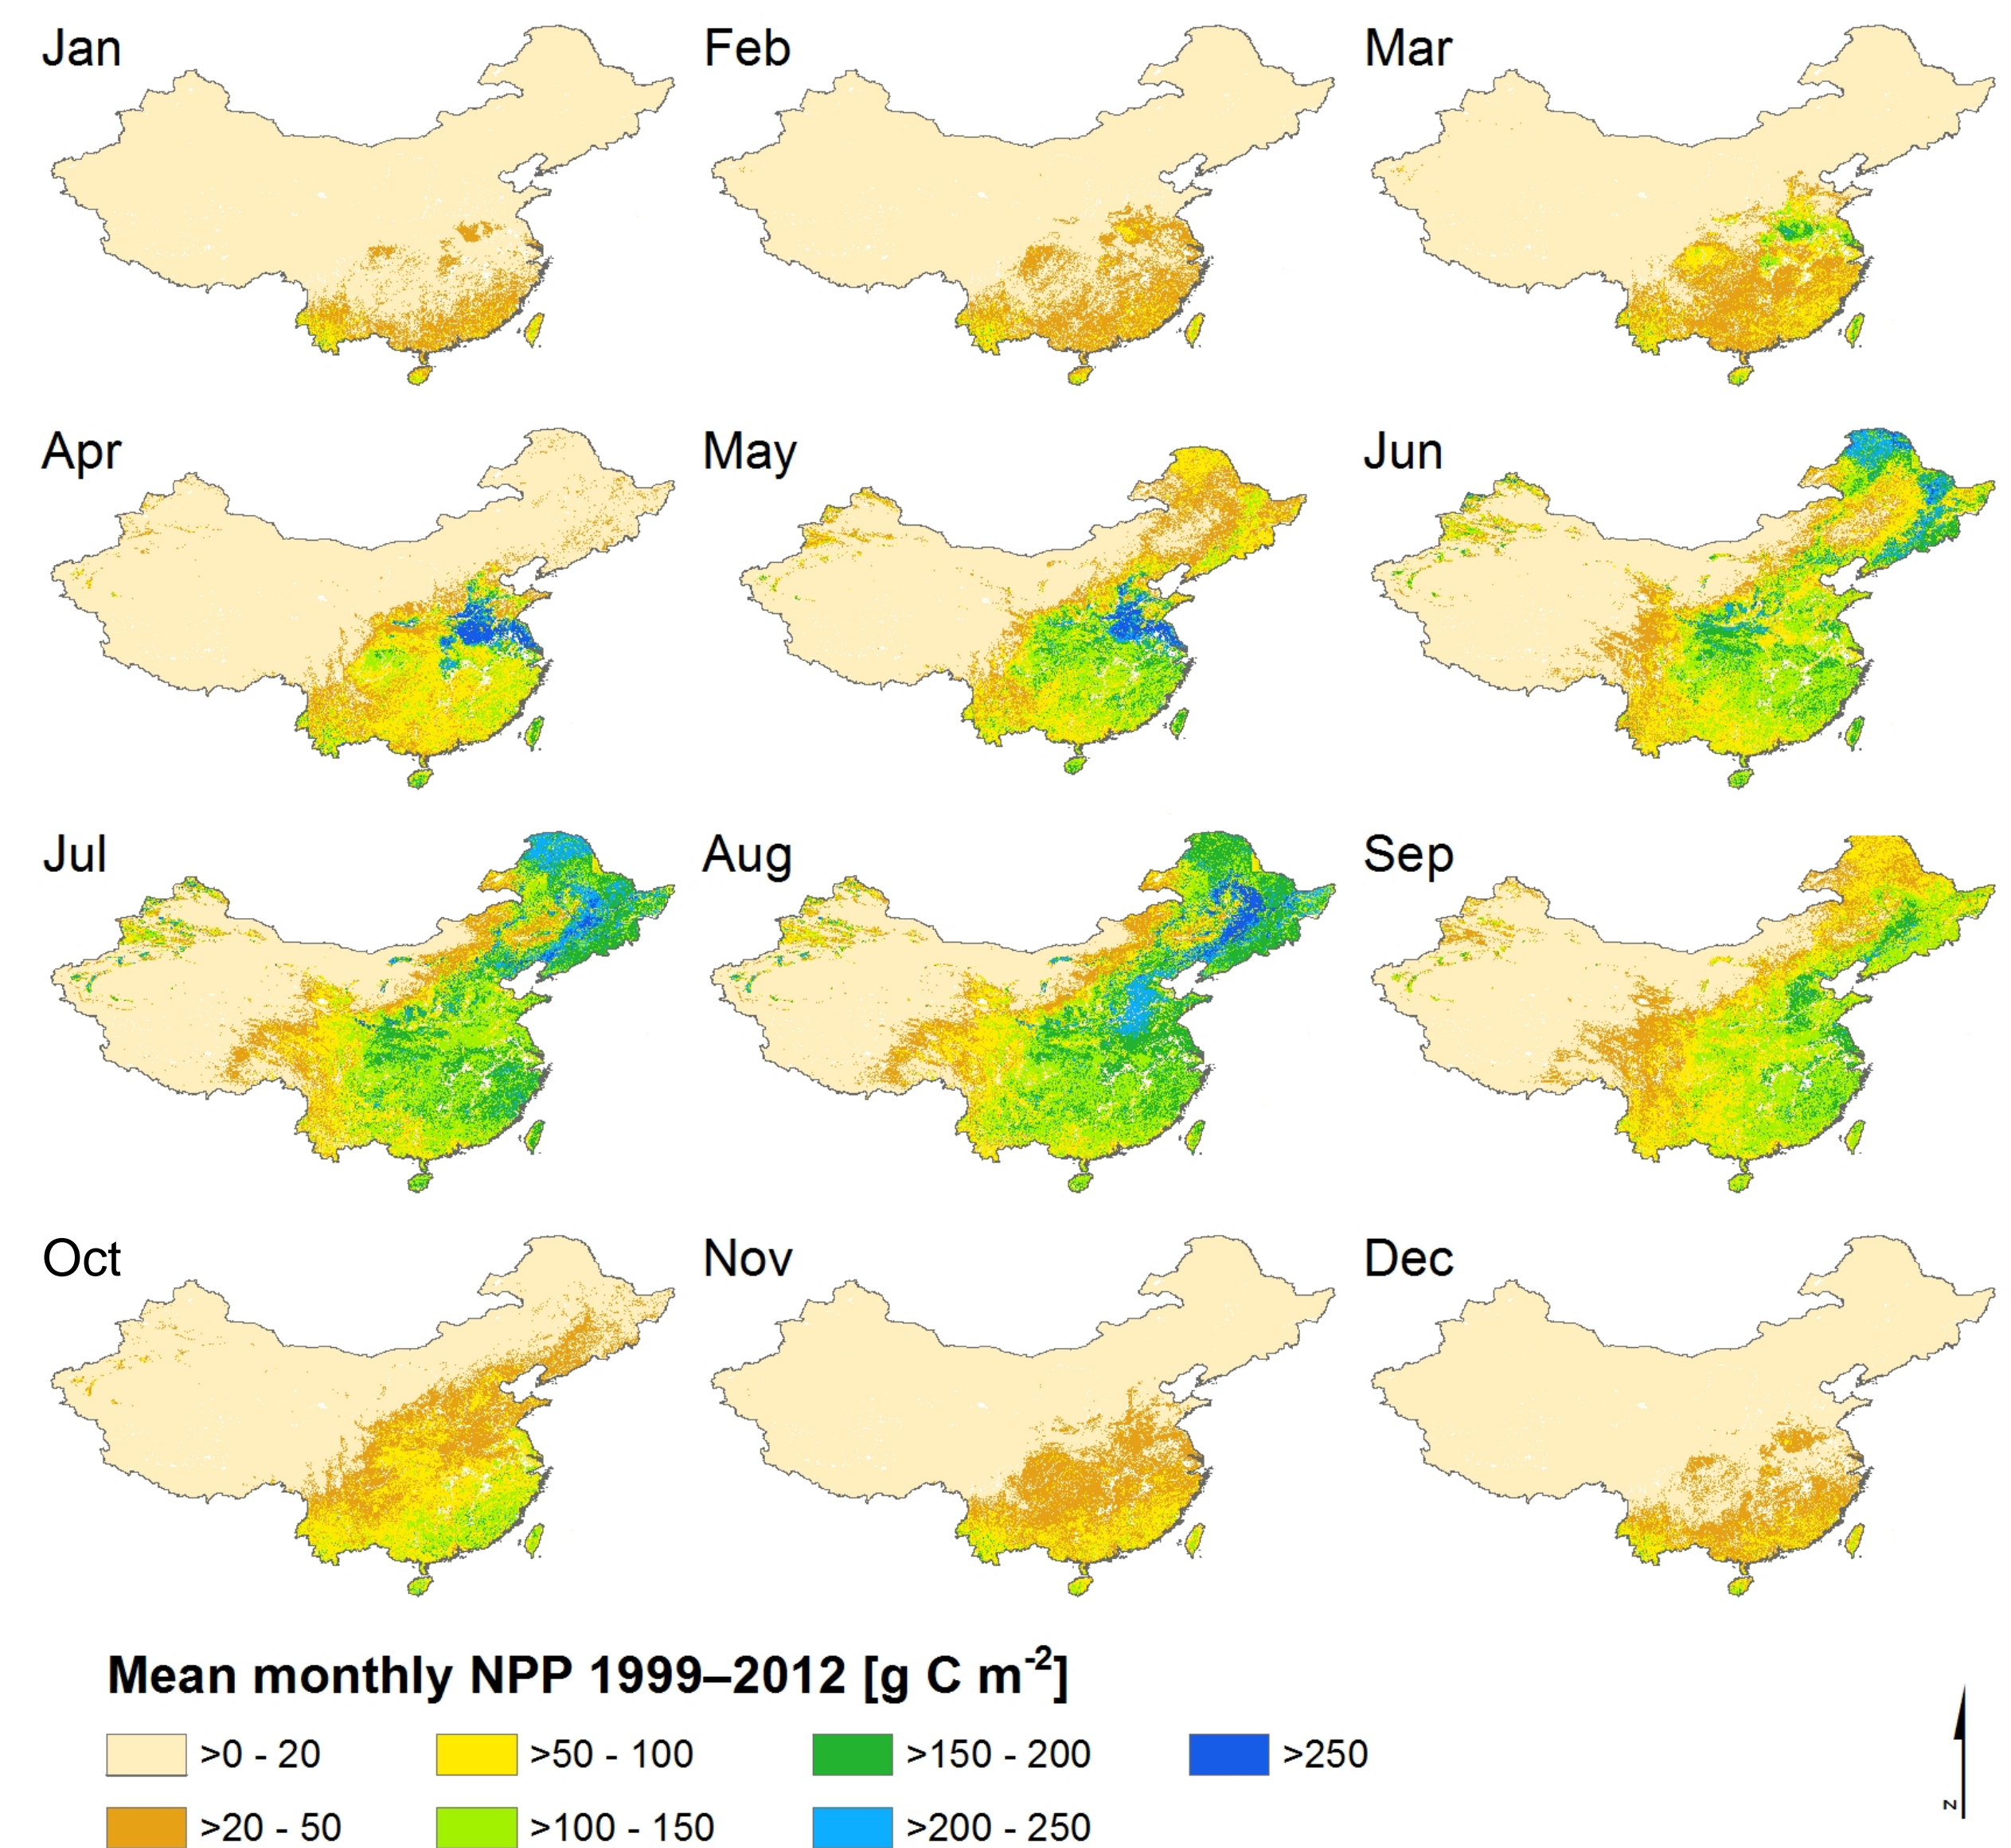 Jan Feb Mar
Apr May Jun
Jul Aug Sep
Oct Nov Dec
Mean monthly NPP 1999–2012 [g C m⁻²]
>0 - 20 >50 - 100 >150 - 200 >250
>20 - 50 >100 - 150 >200 - 250
N